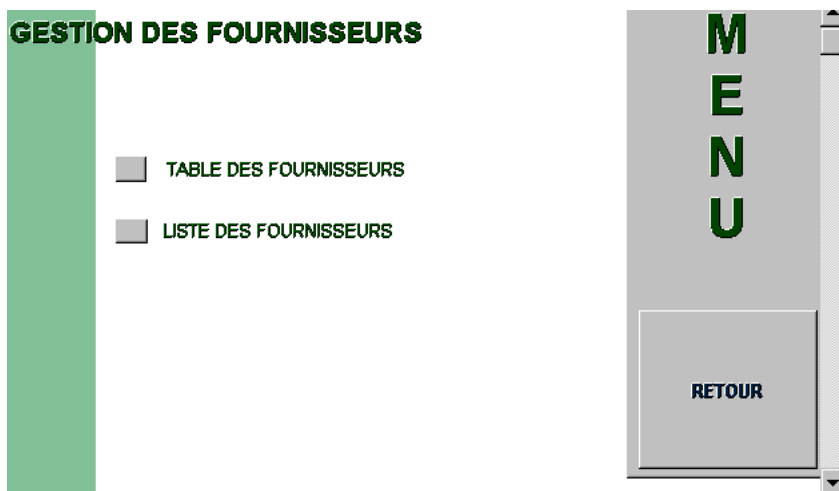 GESTION DES FOURNISSEURS
TABLE DES FOURNISSEURS
LISTE DES FOURNISSEURS
M
E
N
U
RETOUR